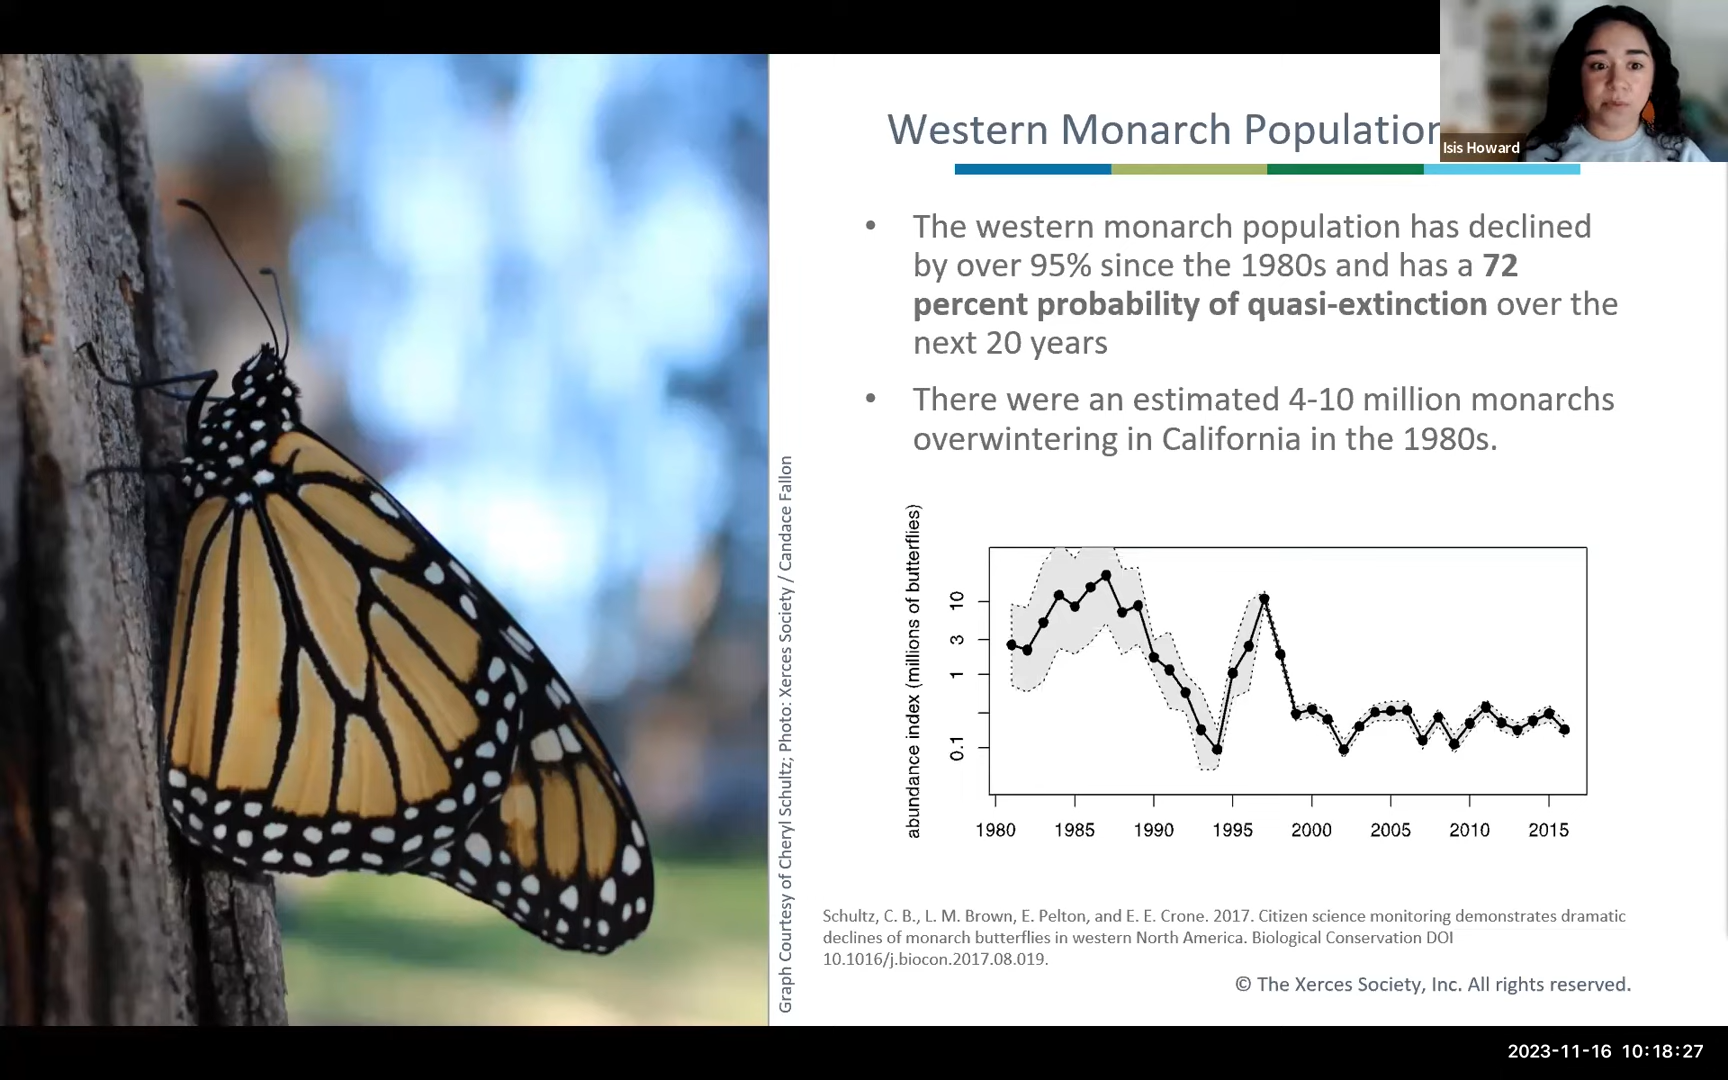 Isis Howard
Western Monarch Population
The western monarch population has declined
by over 95% since the 1980s and has a 72
percent probability of quasi-extinction over the
next 20 years
There were an estimated 4-10 million monarchs
overwintering in California in the 1980s.
Graph Courtesy of Cheryl Schultz; Photo: Xerces Society / Candace Fallon
abundance index (millions of butterflies)
10
3
1
0.1
1980 1985 1990 1995 2000 2005 2010 2015
Schultz, C. B., L. M. Brown, E. Pelton, and E. E. Crone. 2017. Citizen science monitoring demonstrates dramatic
declines of monarch butterflies in western North America. Biological Conservation DOI
10.1016/j.biocon.2017.08.019.
© The Xerces Society, Inc. All rights reserved.
2023-11-16 10:18:27